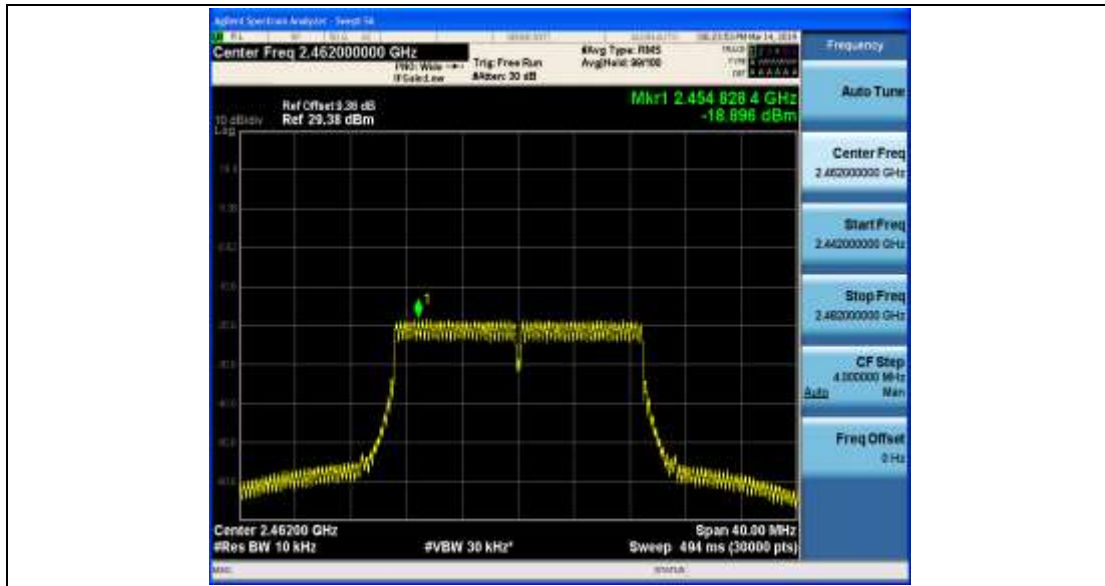 Agilent Spectrum Analyzer - Swept SA
Center Freq 2.462000000 GHz
PNO: Wide
IFGain:Low
Trig: Free Run
#Atten: 20 dB
#Avg Type: RMS
Avg|Hold: 99/100
Frequency
Auto Tune
Ref Offset 9.38 dB
Ref 29.38 dBm
10 dB/div
Log
Mkr1 2.454 828 4 GHz
-18.896 dBm
Center Freq
2.462000000 GHz
Start Freq
2.442000000 GHz
1
Stop Freq
2.482000000 GHz
CF Step
4.000000 MHz
Auto Man
Freq Offset
0 Hz
Center 2.46200 GHz
Span 40.00 MHz
#Res BW 10 kHz
#VBW 30 kHz*
Sweep 494 ms (30000 pts)
MSG
STATUS